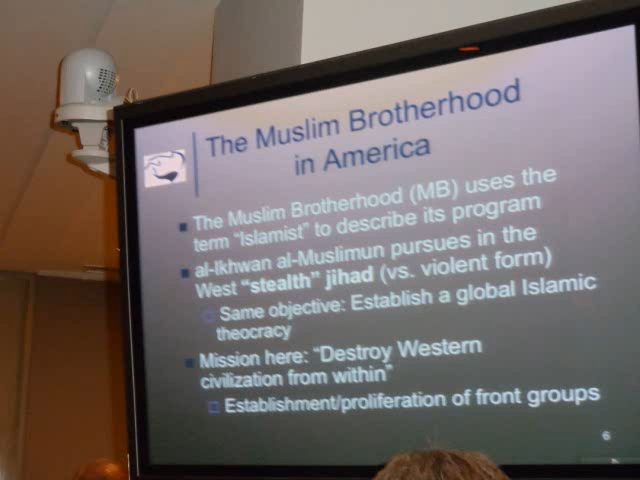 The Muslim Brotherhood
in America
The Muslim Brotherhood (MB) uses the
term "Islamist" to describe its program
al-Ikhwan al-Muslimun pursues in the
West "stealth" jihad (vs. violent form)
Same objective: Establish a global Islamic
theocracy
Mission here: "Destroy Western
civilization from within"
Establishment/proliferation of front groups
6